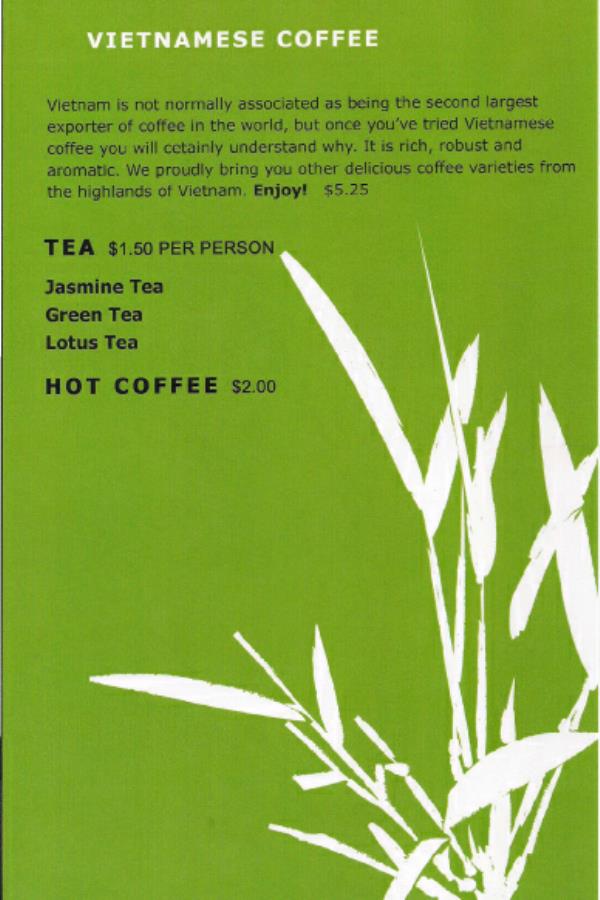 VIETNAMESE COFFEE
Vietnam is not normally associated as being the second largest
exporter of coffee in the world, but once you've tried Vietnamese
coffee you will cetainly understand why. It is rich, robust and
aromatic. We proudly bring you other delicious coffee varieties from
the highlands of Vietnam. Enjoy! $5.25
TEA $1.50 PER PERSON
Jasmine Tea
Green Tea
Lotus Tea
HOT COFFEE $2.00